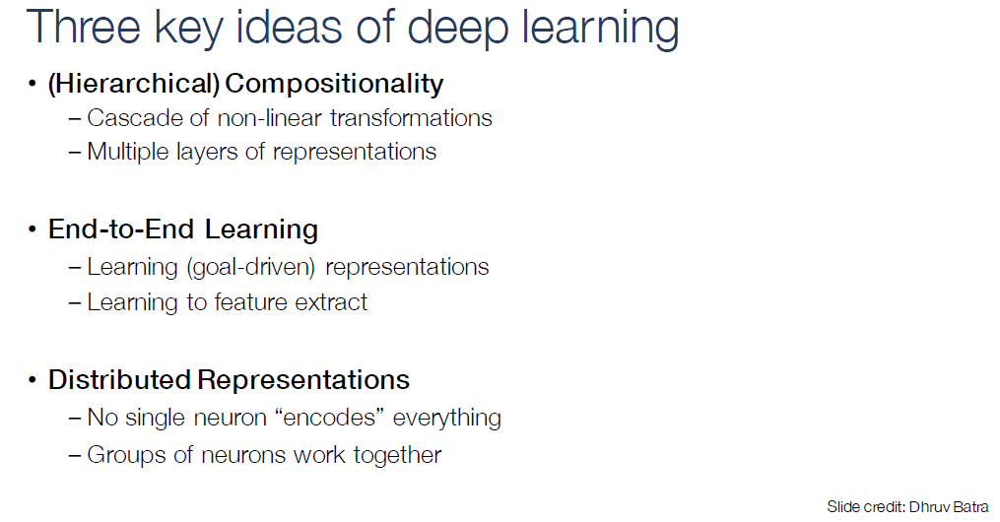 Three key ideas of deep learning
• (Hierarchical) Compositionality
– Cascade of non-linear transformations
– Multiple layers of representations
• End-to-End Learning
– Learning (goal-driven) representations
– Learning to feature extract
• Distributed Representations
– No single neuron “encodes” everything
– Groups of neurons work together
Slide credit: Dhruv Batra